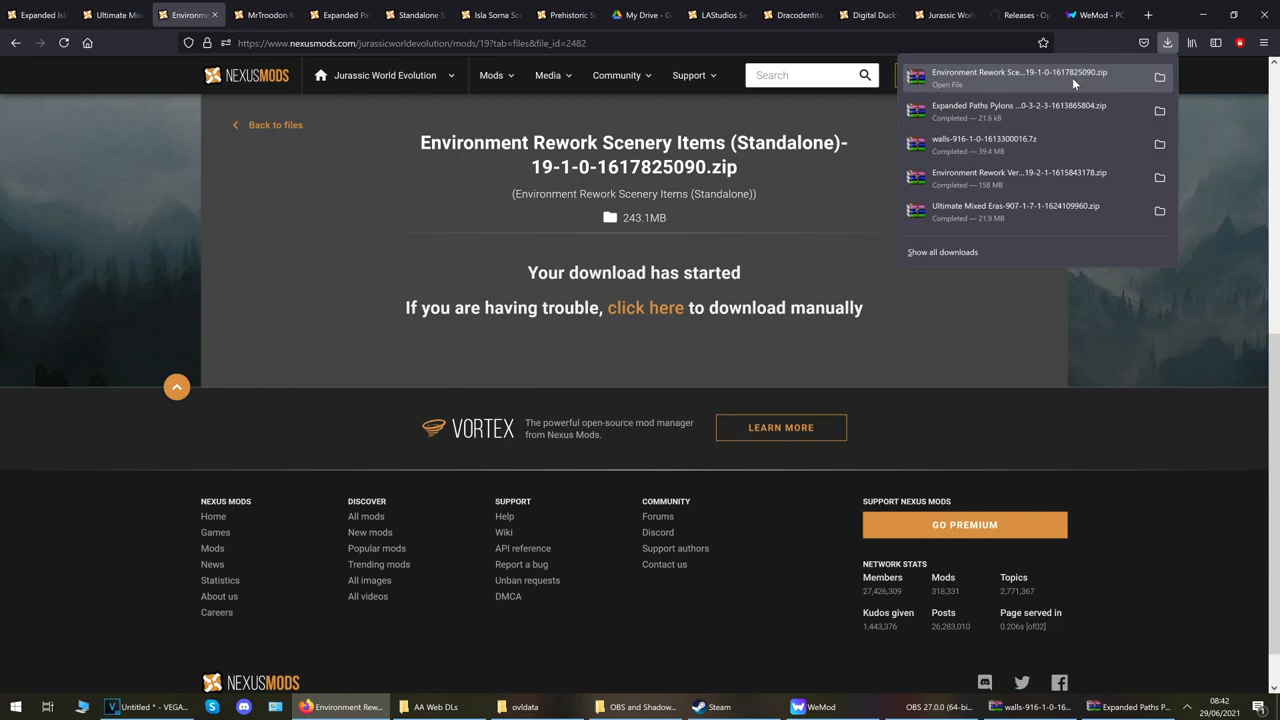 Expanded Isl
Ultimate Mixe
Environme
MrTroodon
Expanded P
Standalone S
Isla Sorna Sce
Prehistoric Sc
My Drive - G
LAStudios Se
Dracodentita
Digital Duck'
Jurassic Worl
Releases · Op
WeMod - PC
https://www.nexusmods.com/jurassicworldevolution/mods/19?tab=files&file_id=2482
NEXUSMODS
Jurassic World Evolution
Mods
Media
Community
Support
Search
Environment Rework Sce...19-1-0-1617825090.zip
Open File
Expanded Paths Pylons ...0-3-2-3-1613865804.zip
Completed — 21.6 kB
walls-916-1-0-1613300016.7z
Completed — 39.4 MB
Environment Rework Ver...19-2-1-1615843178.zip
Completed — 158 MB
Ultimate Mixed Eras-907-1-7-1-1624109960.zip
Completed — 21.9 MB
Show all downloads
Back to files
Environment Rework Scenery Items (Standalone)-
19-1-0-1617825090.zip
(Environment Rework Scenery Items (Standalone))
243.1MB
Your download has started
If you are having trouble, click here to download manually
VORTEX
The powerful open-source mod manager
from Nexus Mods.
LEARN MORE
NEXUS MODS
Home
Games
Mods
News
Statistics
About us
Careers
DISCOVER
All mods
New mods
Popular mods
Trending mods
All images
All videos
SUPPORT
Help
Wiki
API reference
Report a bug
Unban requests
DMCA
COMMUNITY
Forums
Discord
Support authors
Contact us
SUPPORT NEXUS MODS
GO PREMIUM
NETWORK STATS
Members
27,426,309
Mods
318,331
Topics
2,771,367
Kudos given
1,443,376
Posts
26,283,010
Page served in
0.206s [of02]
NEXUSMODS
Untitled * - VEGA...
Environment Rew...
AA Web DLs
ovldata
OBS and Shadow...
Steam
WeMod
OBS 27.0.0 (64-bi...
walls-916-1-0-16...
Expanded Paths P...
08:42
29/06/2021